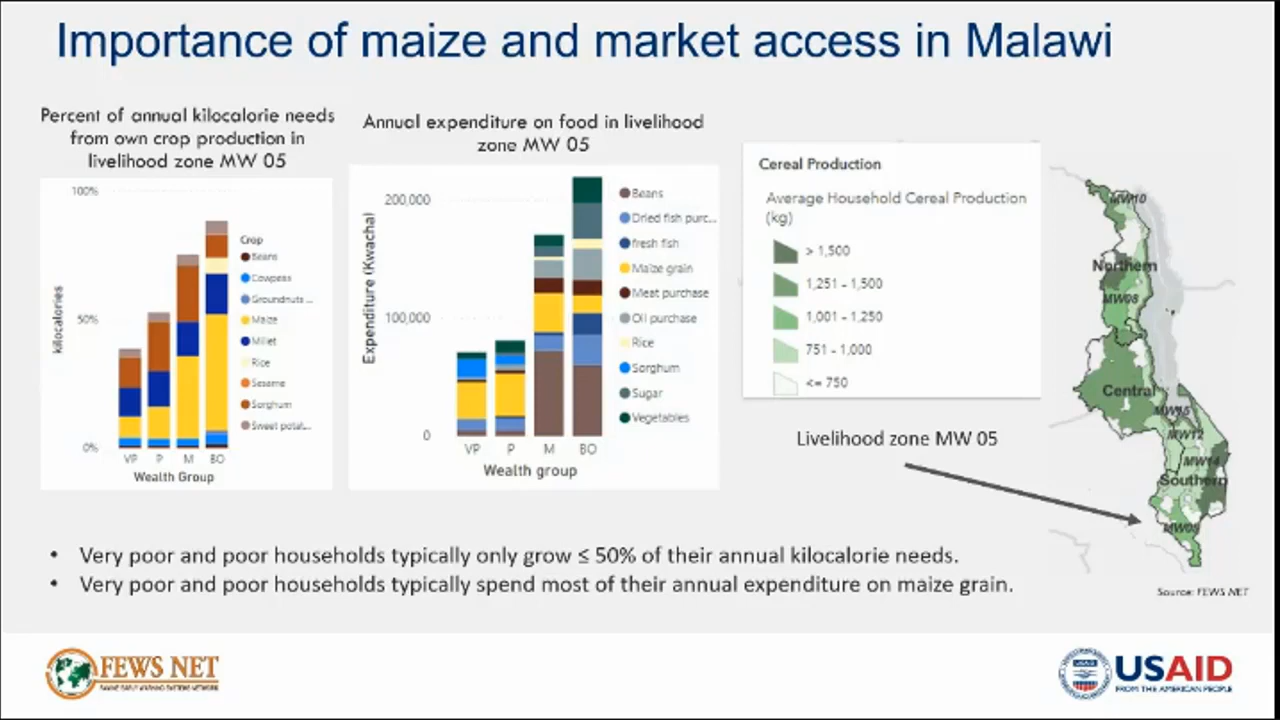 Importance of maize and market access in Malawi
Percent of annual kilocalorie needs
from own crop production in
livelihood zone MW 05
100%
50%
0%
kilocalories
VP P M BO
Wealth Group
Crop
Beans
Cowpeas
Groundnuts ...
Maize
Millet
Rice
Sesame
Sorghum
Sweet potat...
Annual expenditure on food in livelihood
zone MW 05
200,000
100,000
0
Expenditure (Kwacha)
VP P M BO
Wealth group
Beans
Dried fish purc...
fresh fish
Maize grain
Meat purchase
Oil purchase
Rice
Sorghum
Sugar
Vegetables
Cereal Production
Average Household Cereal Production
(kg)
> 1,500
1,251 - 1,500
1,001 - 1,250
751 - 1,000
<= 750
Livelihood zone MW 05
MW10
Northern
MW08
Central
MW15
MW12
MW14
Southern
• Very poor and poor households typically only grow ≤ 50% of their annual kilocalorie needs.
• Very poor and poor households typically spend most of their annual expenditure on maize grain.
Source: FEWS NET
FEWS NET
FAMINE EARLY WARNING SYSTEMS NETWORK
USAID
USAID
FROM THE AMERICAN PEOPLE